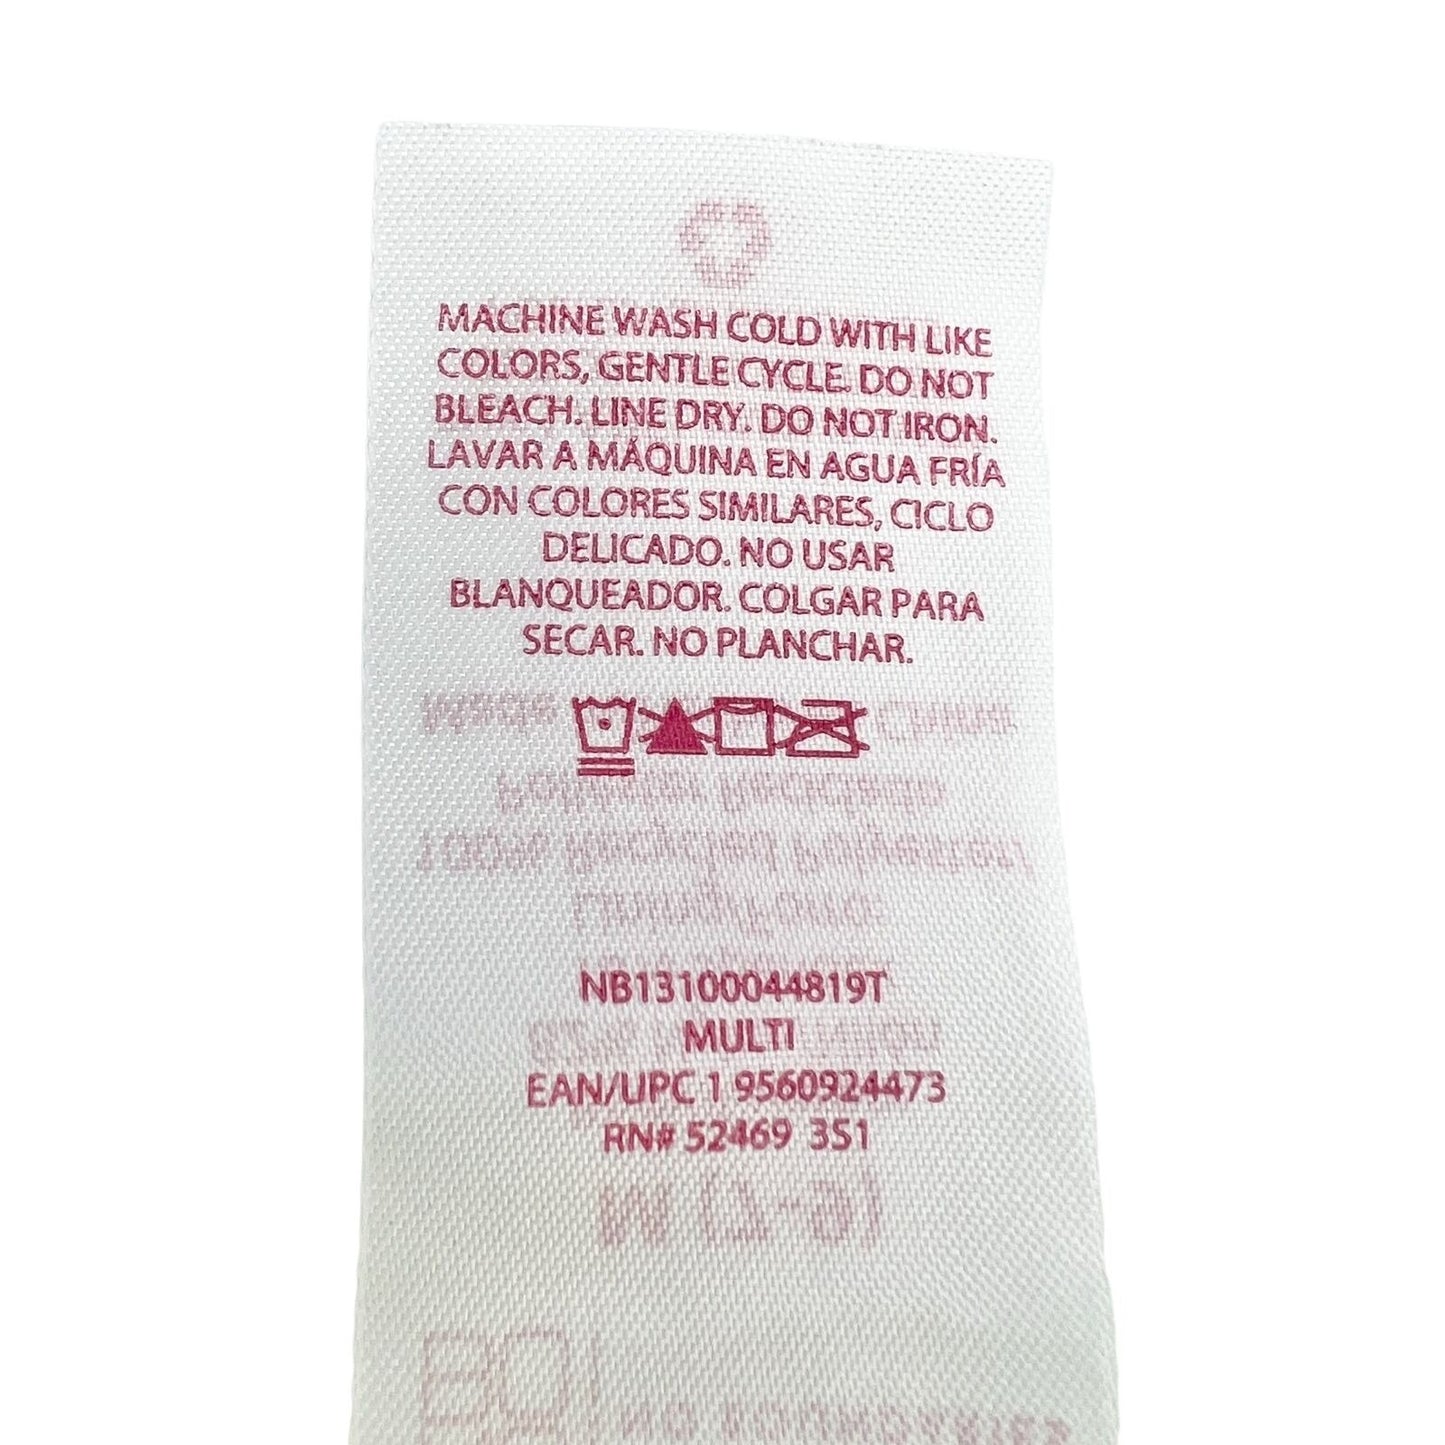 MACHINE WASH COLD WITH LIKE
COLORS, GENTLE CYCLE. DO NOT
BLEACH. LINE DRY. DO NOT IRON.
LAVAR A MÁQUINA EN AGUA FRÍA
CON COLORES SIMILARES, CICLO
DELICADO. NO USAR
BLANQUEADOR. COLGAR PARA
SECAR. NO PLANCHAR.
NB13100044819T
MULTI
EAN/UPC 1 9560924473
RN# 52469 3S1